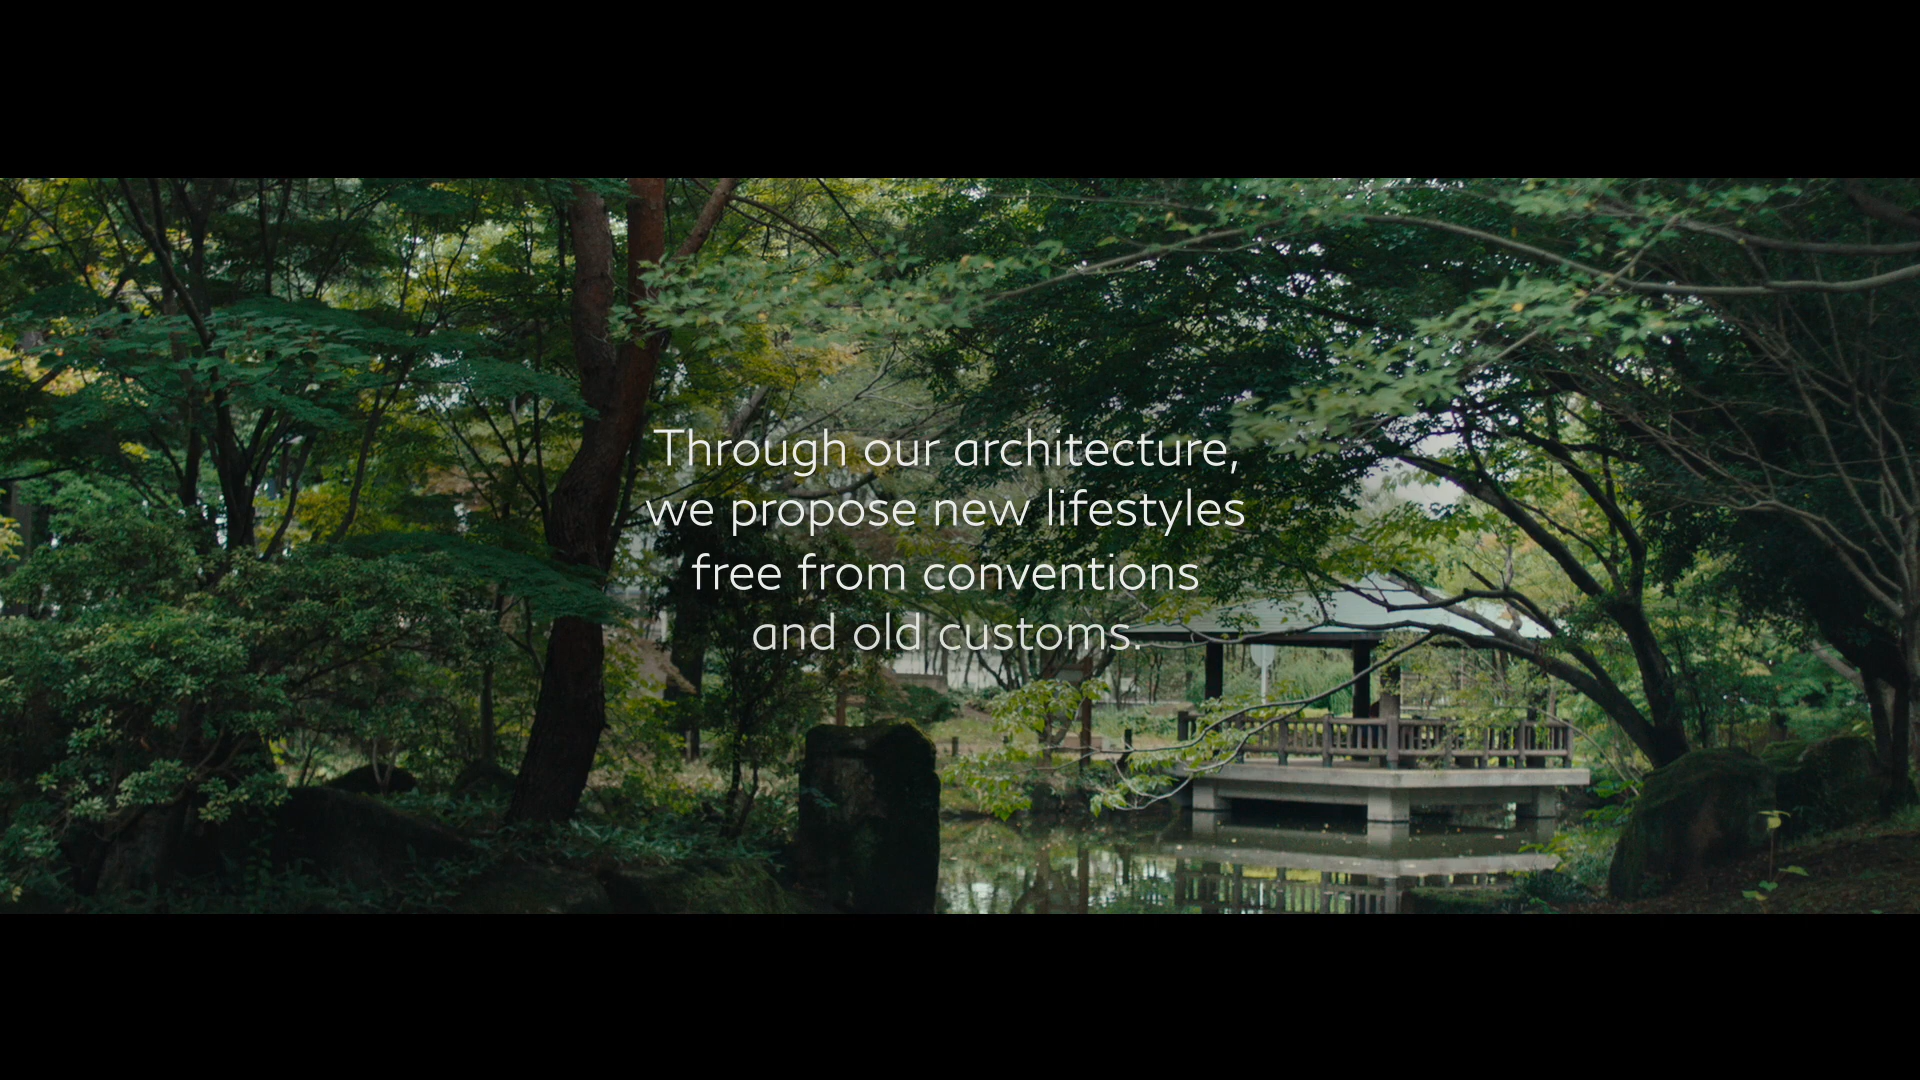 Through our architecture,
we propose new lifestyles
free from conventions
and old customs.